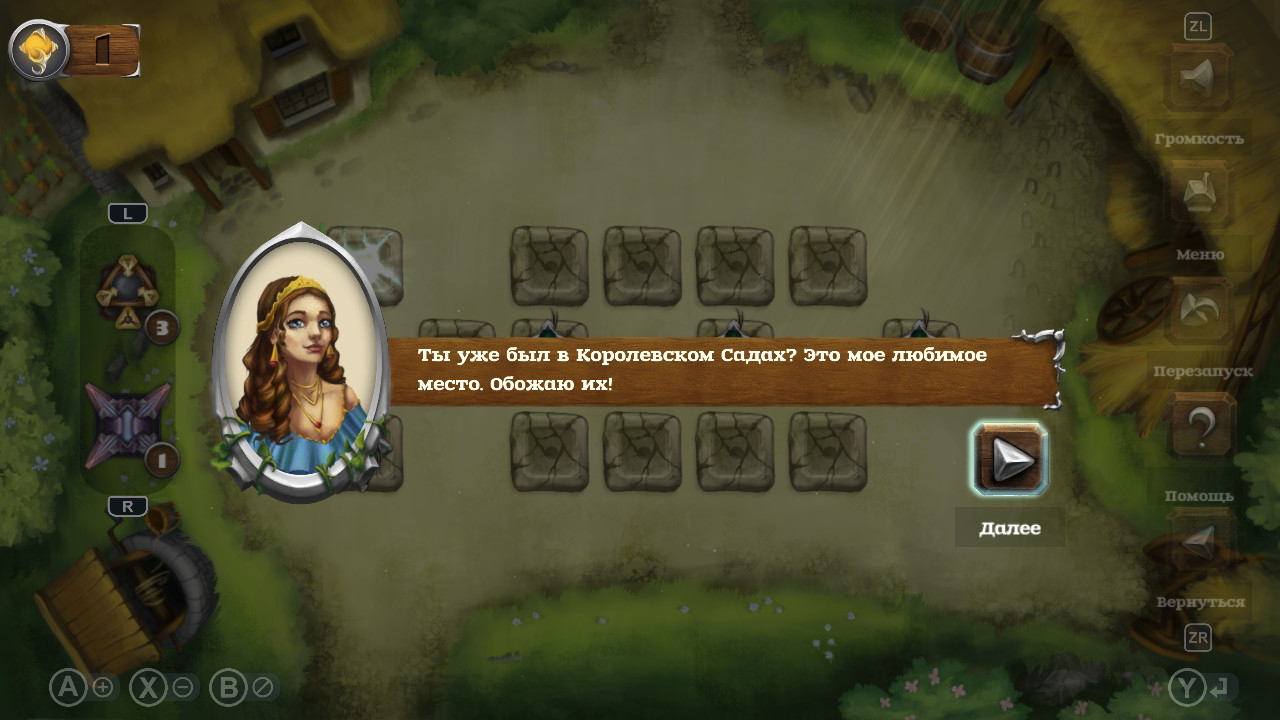 1
ZL
Громкость
L
Меню
3
Ты уже был в Королевском Садах? Это мое любимое
место. Обожаю их!
Перезапуск
1
?
Помощь
R
Далее
Вернуться
ZR
A
X
B
Y